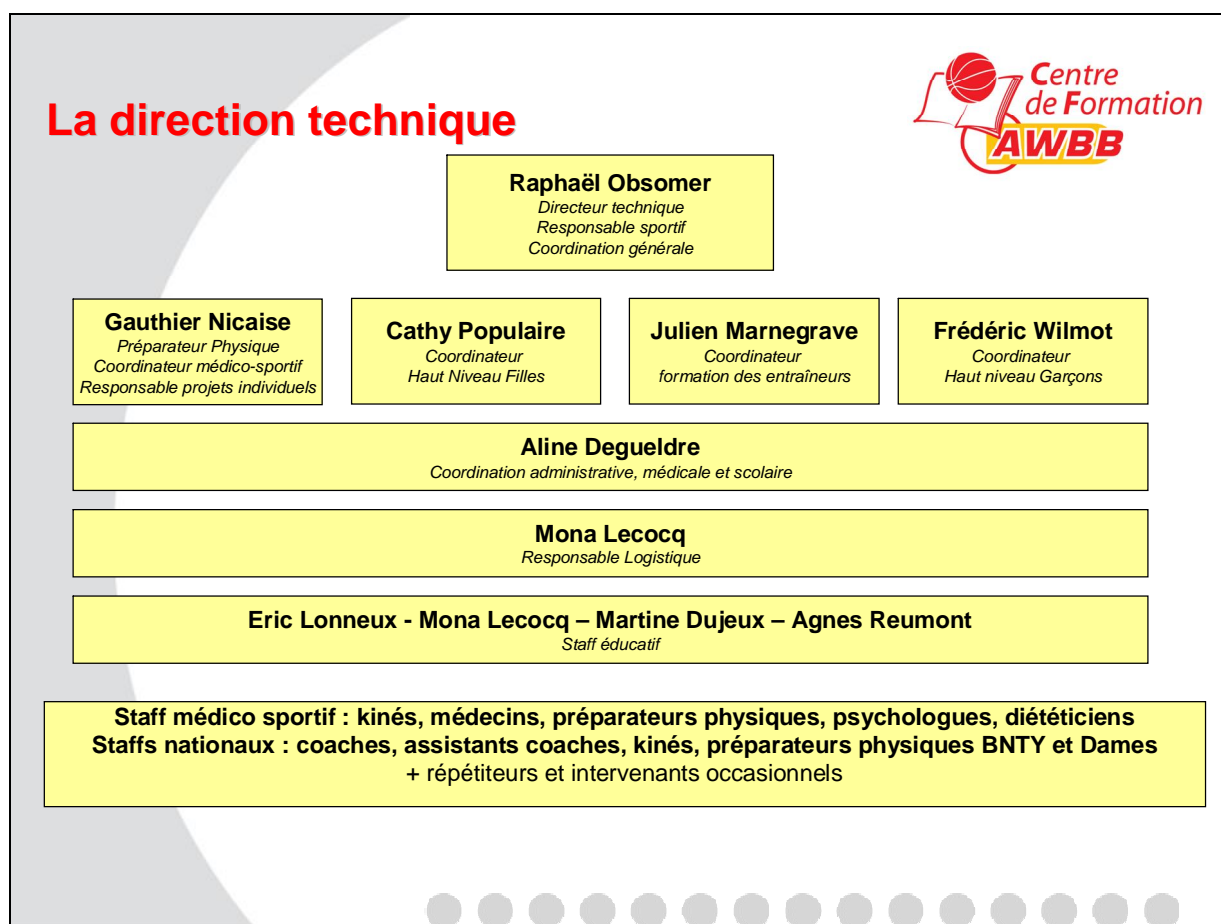 La direction technique
Centre
de Formation
AWBB
Raphaël Obsomer
Directeur technique
Responsable sportif
Coordination générale
Gauthier Nicaise
Préparateur Physique
Coordinateur médico-sportif
Responsable projets individuels
Cathy Populaire
Coordinateur
Haut Niveau Filles
Julien Marnegrave
Coordinateur
formation des entraîneurs
Frédéric Wilmot
Coordinateur
Haut niveau Garçons
Aline Degueldre
Coordination administrative, médicale et scolaire
Mona Lecocq
Responsable Logistique
Eric Lonneux - Mona Lecocq – Martine Dujeux – Agnes Reumont
Staff éducatif
Staff médico sportif : kinés, médecins, préparateurs physiques, psychologues, diététiciens
Staffs nationaux : coaches, assistants coaches, kinés, préparateurs physiques BNTY et Dames
+ répétiteurs et intervenants occasionnels